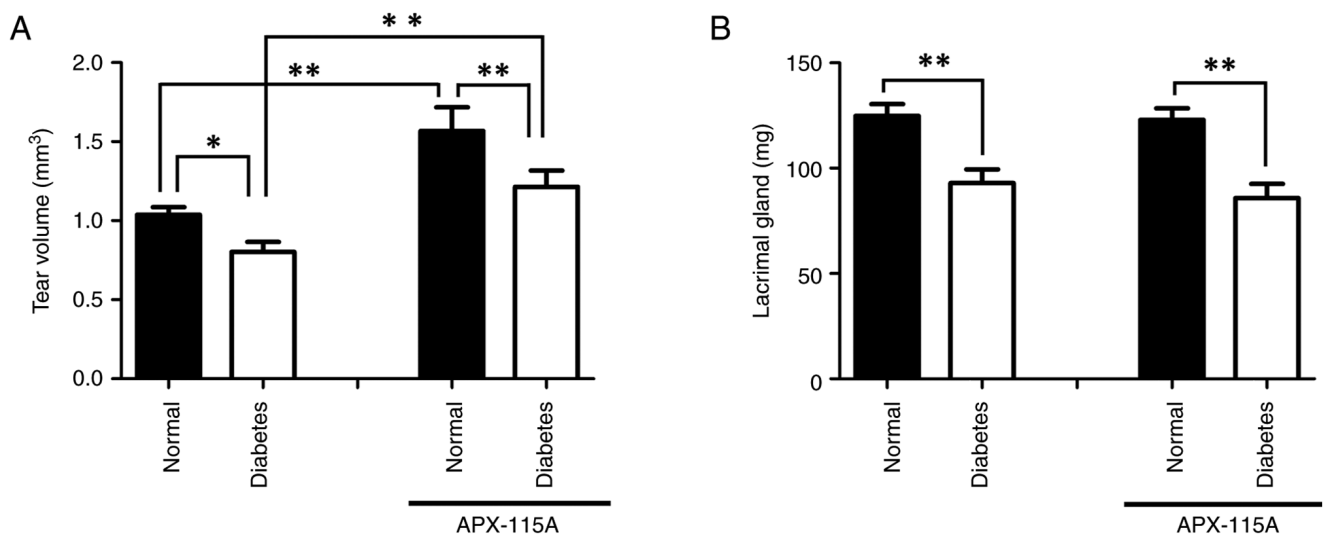 A
Tear volume (mm³)
2.0
1.5
1.0
0.5
0.0
*
**
**
* *
Normal
Diabetes
Normal
Diabetes
APX-115A
B
Lacrimal gland (mg)
150
100
50
0
**
**
Normal
Diabetes
Normal
Diabetes
APX-115A